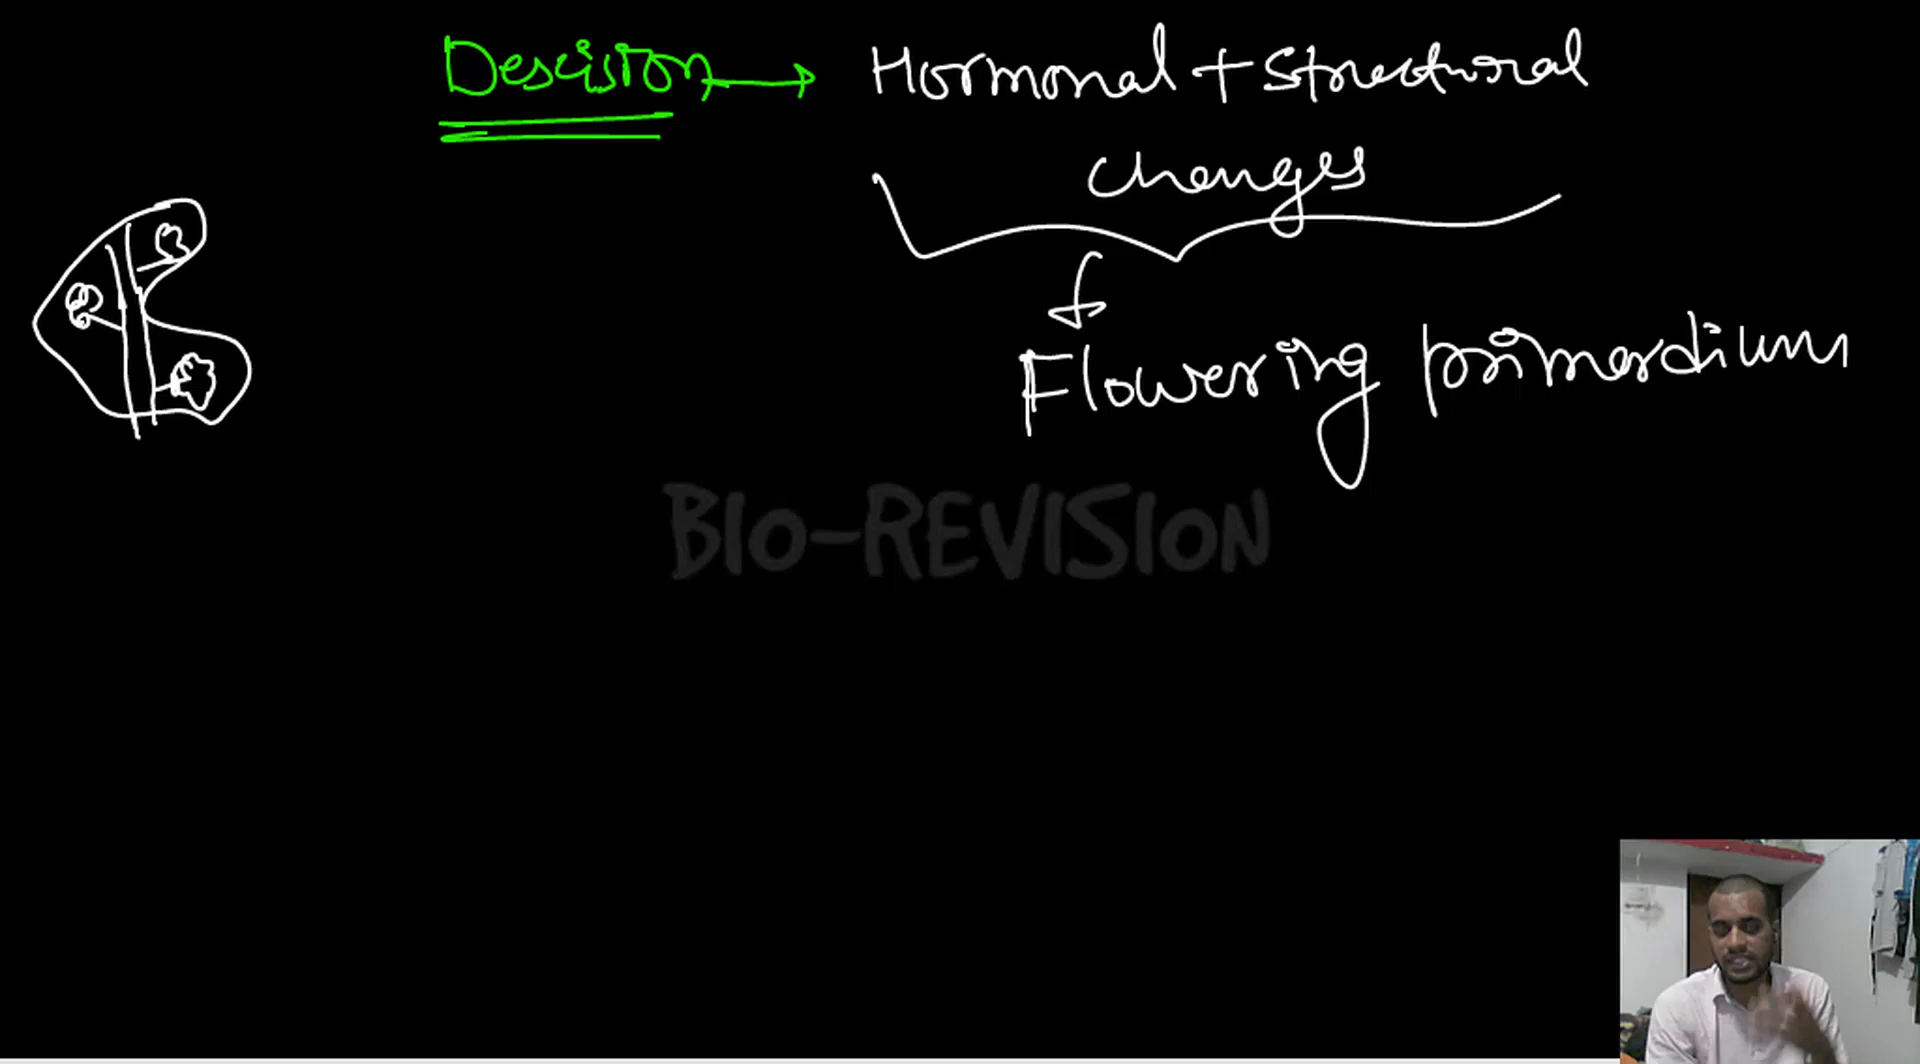 Descision → Hormonal + structural
changes
Flowering primordium
BIO-REVISION